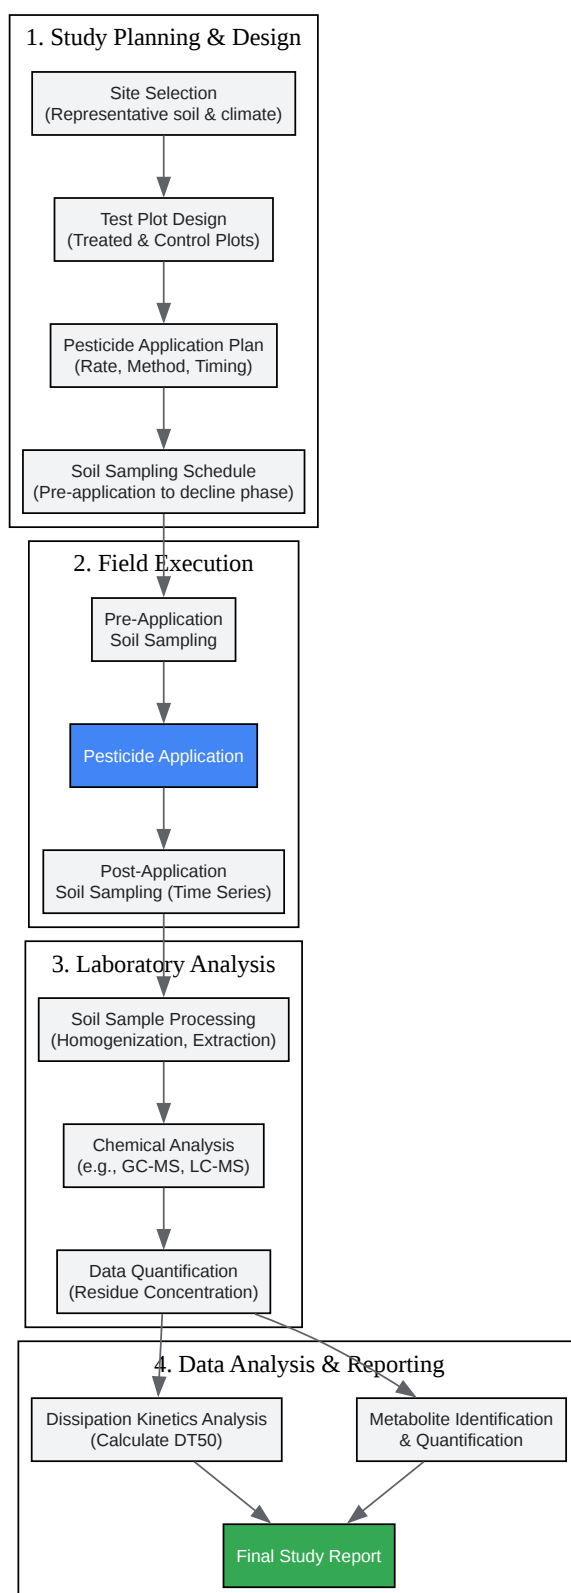 1. Study Planning & Design
Site Selection
(Representative soil & climate)
Test Plot Design
(Treated & Control Plots)
Pesticide Application Plan
(Rate, Method, Timing)
Soil Sampling Schedule
(Pre-application to decline phase)
2. Field Execution
Pre-Application
Soil Sampling
Pesticide Application
Post-Application
Soil Sampling (Time Series)
3. Laboratory Analysis
Soil Sample Processing
(Homogenization, Extraction)
Chemical Analysis
(e.g., GC-MS, LC-MS)
Data Quantification
(Residue Concentration)
4. Data Analysis & Reporting
Dissipation Kinetics Analysis
(Calculate DT50)
Metabolite Identification
& Quantification
Final Study Report